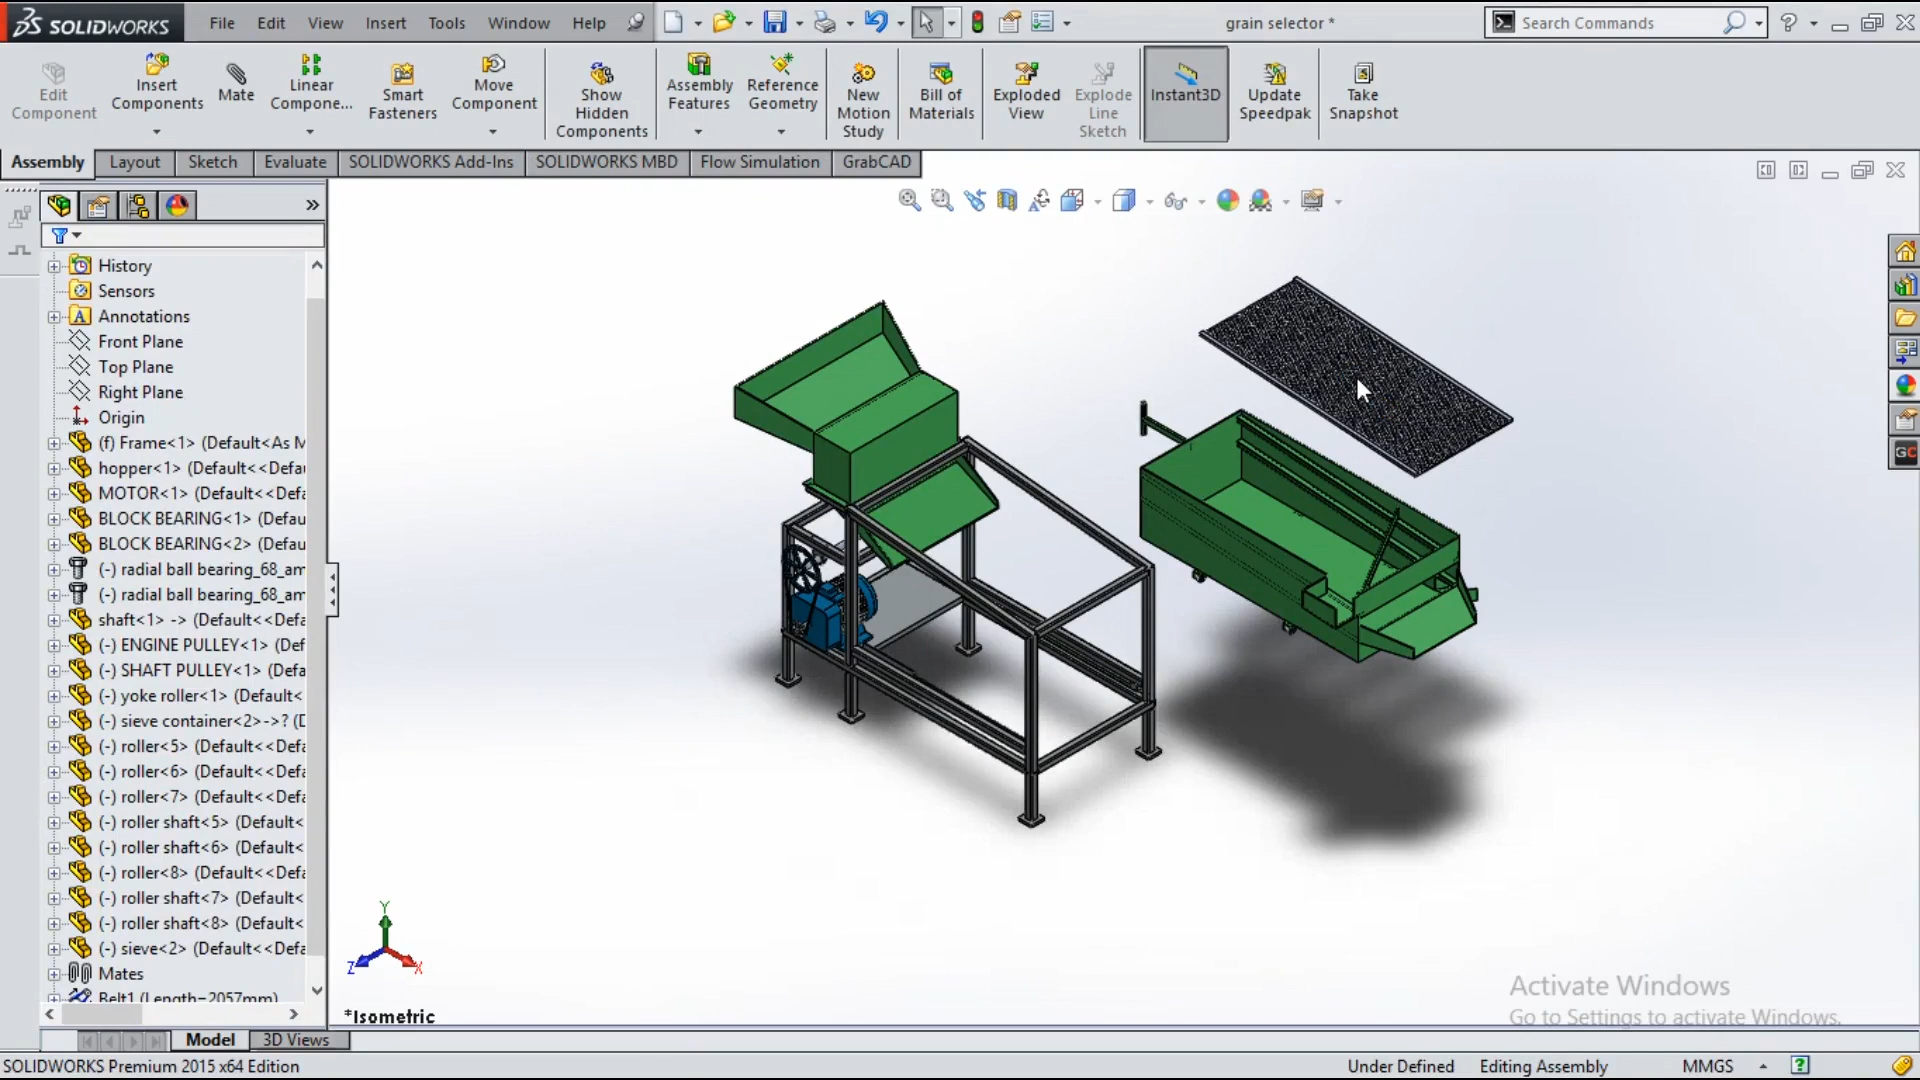 SOLIDWORKS
File Edit View Insert Tools Window Help
grain selector *
Search Commands
Edit Component
Insert Components
Mate
Linear Compone...
Smart Fasteners
Move Component
Show Hidden Components
Assembly Features
Reference Geometry
New Motion Study
Bill of Materials
Exploded View
Explode Line Sketch
Instant3D
Update Speedpak
Take Snapshot
Assembly Layout Sketch Evaluate SOLIDWORKS Add-Ins SOLIDWORKS MBD Flow Simulation GrabCAD
History
Sensors
Annotations
Front Plane
Top Plane
Right Plane
Origin
(f) Frame<1> (Default<As M
hopper<1> (Default<<Defau
MOTOR<1> (Default<<Defa
BLOCK BEARING<1> (Defau
BLOCK BEARING<2> (Defau
(-) radial ball bearing_68_am
(-) radial ball bearing_68_am
shaft<1> -> (Default<<Defa
(-) ENGINE PULLEY<1> (Def
(-) SHAFT PULLEY<1> (Defa
(-) yoke roller<1> (Default<
(-) sieve container<2>->? (D
(-) roller<5> (Default<<Defa
(-) roller<6> (Default<<Defa
(-) roller<7> (Default<<Defa
(-) roller shaft<5> (Default<
(-) roller shaft<6> (Default<
(-) roller<8> (Default<<Defa
(-) roller shaft<7> (Default<
(-) roller shaft<8> (Default<
(-) sieve<2> (Default<<Defa
Mates
Belt1 (Length=2057mm)
GC
Y
Z
X
*Isometric
Activate Windows
Go to Settings to activate Windows.
Model 3D Views
SOLIDWORKS Premium 2015 x64 Edition
Under Defined Editing Assembly MMGS